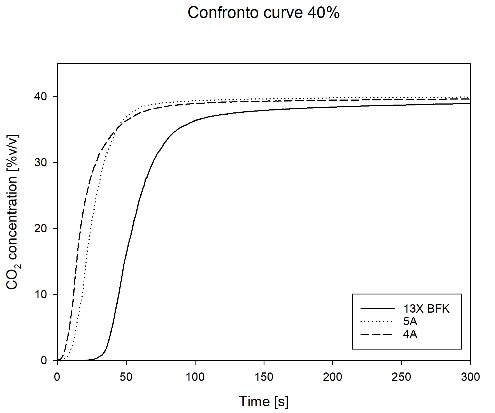 Confronto curve 40%
CO2 concentration [%v/v]
40
30
20
10
0
0 50 100 150 200 250 300
Time [s]
13X BFK
5A
4A